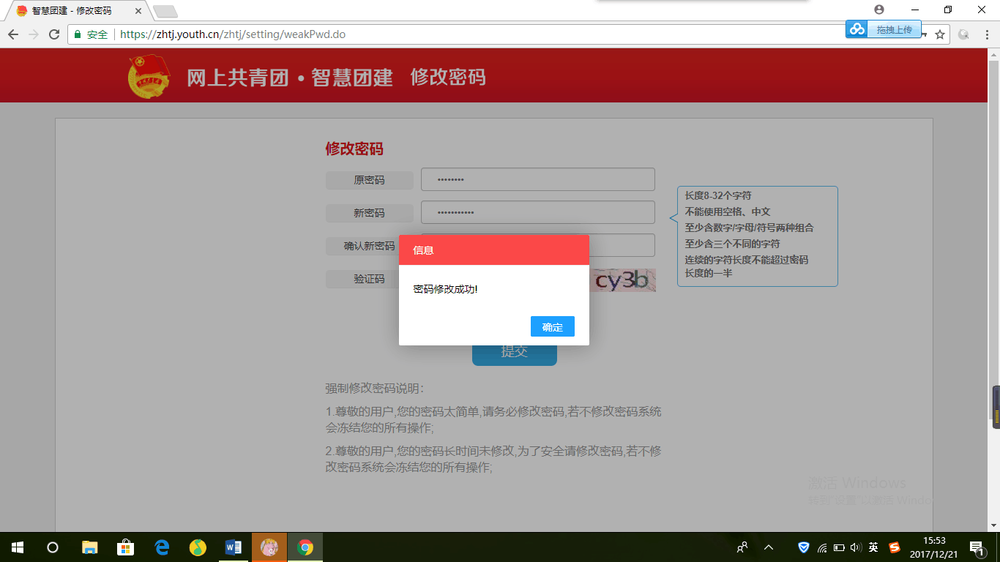 智慧团建 - 修改密码
安全 https://zhtj.youth.cn/zhtj/setting/weakPwd.do
拖拽上传
网上共青团 • 智慧团建 修改密码
修改密码
原密码 ••••••••
新密码 •••••••••••
确认新密码
验证码
cy3b
长度8-32个字符
不能使用空格、中文
至少含数字/字母/符号两种组合
至少含三个不同的字符
连续的字符长度不能超过密码
长度的一半
信息
密码修改成功!
确定
提交
强制修改密码说明:
1.尊敬的用户,您的密码太简单,请务必修改密码,若不修改密码系统
会冻结您的所有操作;
2.尊敬的用户,您的密码长时间未修改,为了安全请修改密码,若不修
改密码系统会冻结您的所有操作;
激活 Windows
转到"设置"以激活 Windo
英
15:53
2017/12/21
1